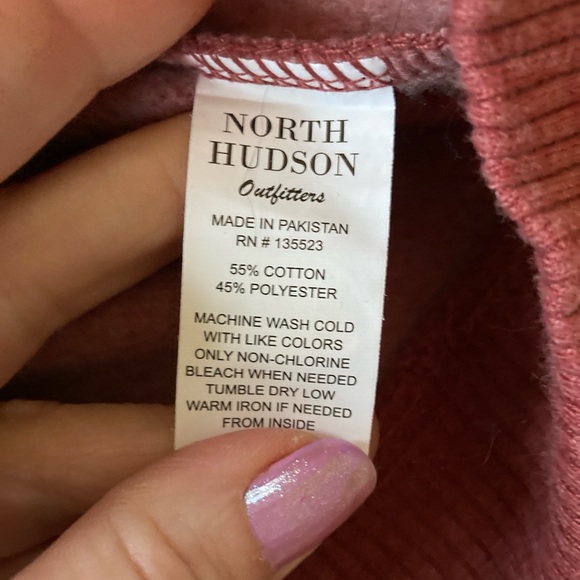 NORTH
HUDSON
Outfitters
MADE IN PAKISTAN
RN # 135523
55% COTTON
45% POLYESTER
MACHINE WASH COLD
WITH LIKE COLORS
ONLY NON-CHLORINE
BLEACH WHEN NEEDED
TUMBLE DRY LOW
WARM IRON IF NEEDED
FROM INSIDE